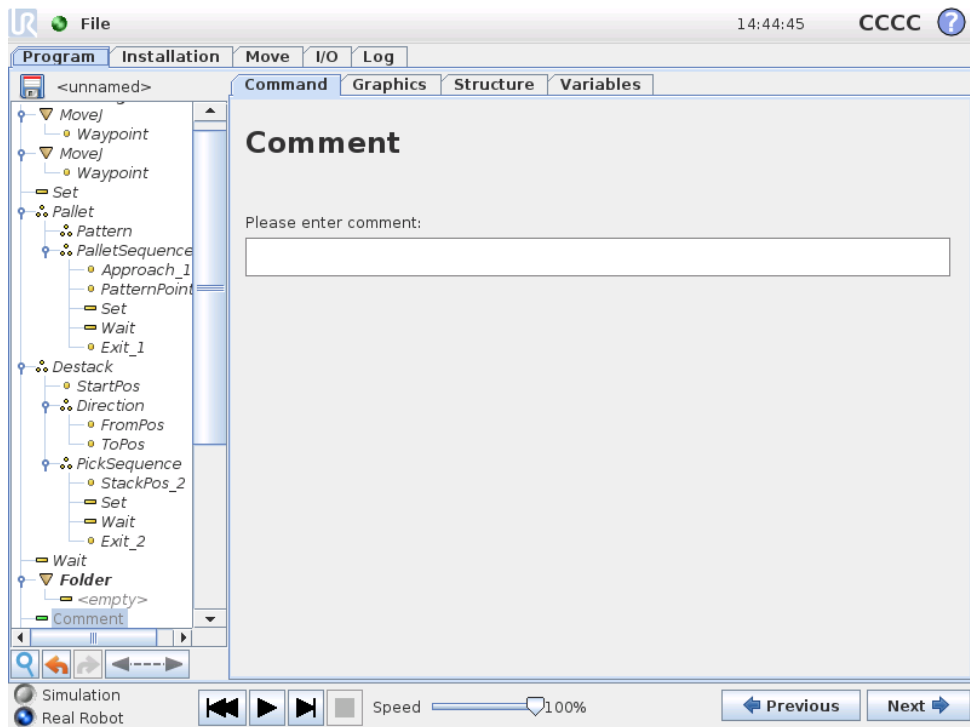 UR File 14:44:45 CCCC ?
Program Installation Move I/O Log
<unnamed>
Command Graphics Structure Variables
MoveJ
Waypoint
MoveJ
Waypoint
Set
Pallet
Pattern
PalletSequence
Approach_1
PatternPoint
Set
Wait
Exit_1
Destack
StartPos
Direction
FromPos
ToPos
PickSequence
StackPos_2
Set
Wait
Exit_2
Wait
Folder
<empty>
Comment
Comment
Please enter comment:
Simulation
Real Robot
Speed 100%
Previous Next